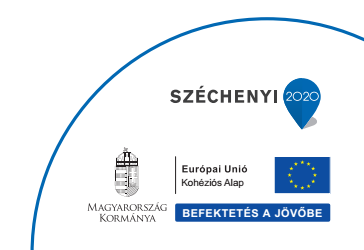 SZÉCHENYI 2020
Európai Unió
Kohéziós Alap
MAGYARORSZÁG
KORMÁNYA
BEFEKTETÉS A JÖVŐBE